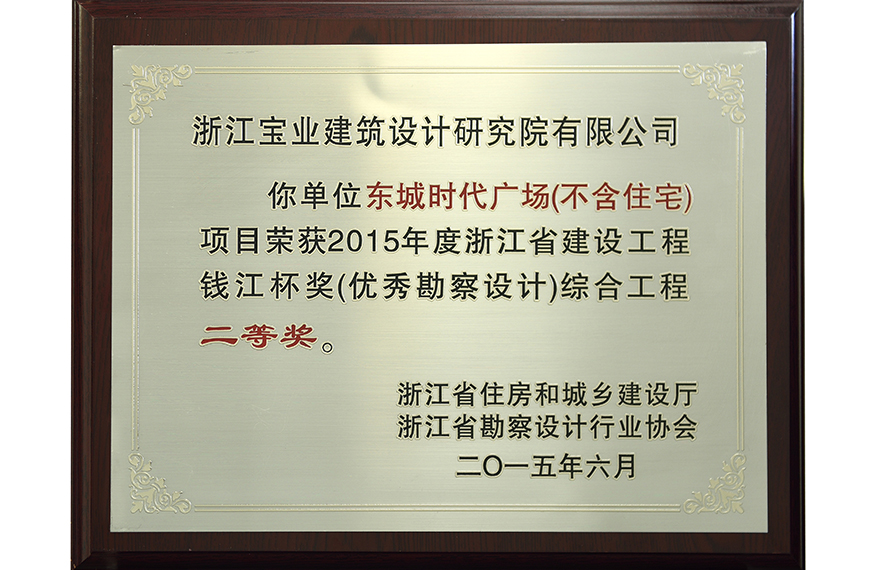 浙江宝业建筑设计研究院有限公司
你单位东城时代广场(不含住宅)
项目荣获2015年度浙江省建设工程
钱江杯奖(优秀勘察设计)综合工程
二等奖。
浙江省住房和城乡建设厅
浙江省勘察设计行业协会
二O一五年六月